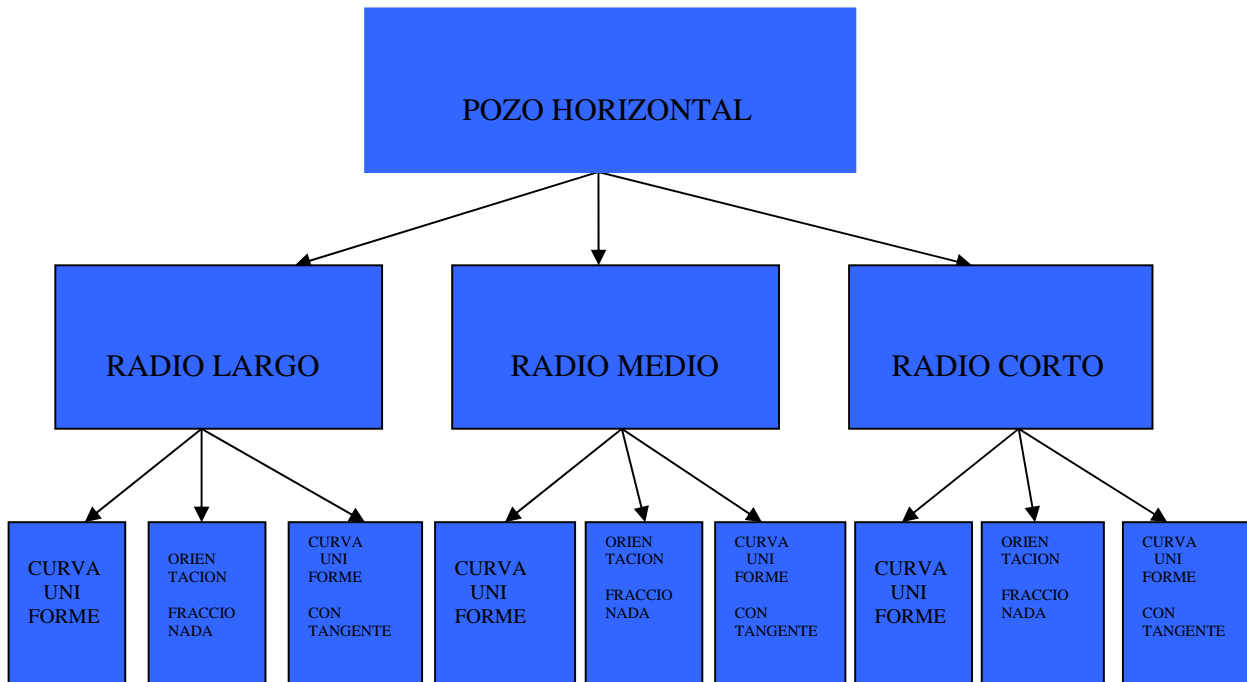 POZO HORIZONTAL
RADIO LARGO
RADIO MEDIO
RADIO CORTO
CURVA
UNI
FORME
ORIEN
TACION
FRACCIO
NADA
CURVA
UNI
FORME
CON
TANGENTE
CURVA
UNI
FORME
ORIEN
TACION
FRACCIO
NADA
CURVA
UNI
FORME
CON
TANGENTE
CURVA
UNI
FORME
ORIEN
TACION
FRACCIO
NADA
CURVA
UNI
FORME
CON
TANGENTE